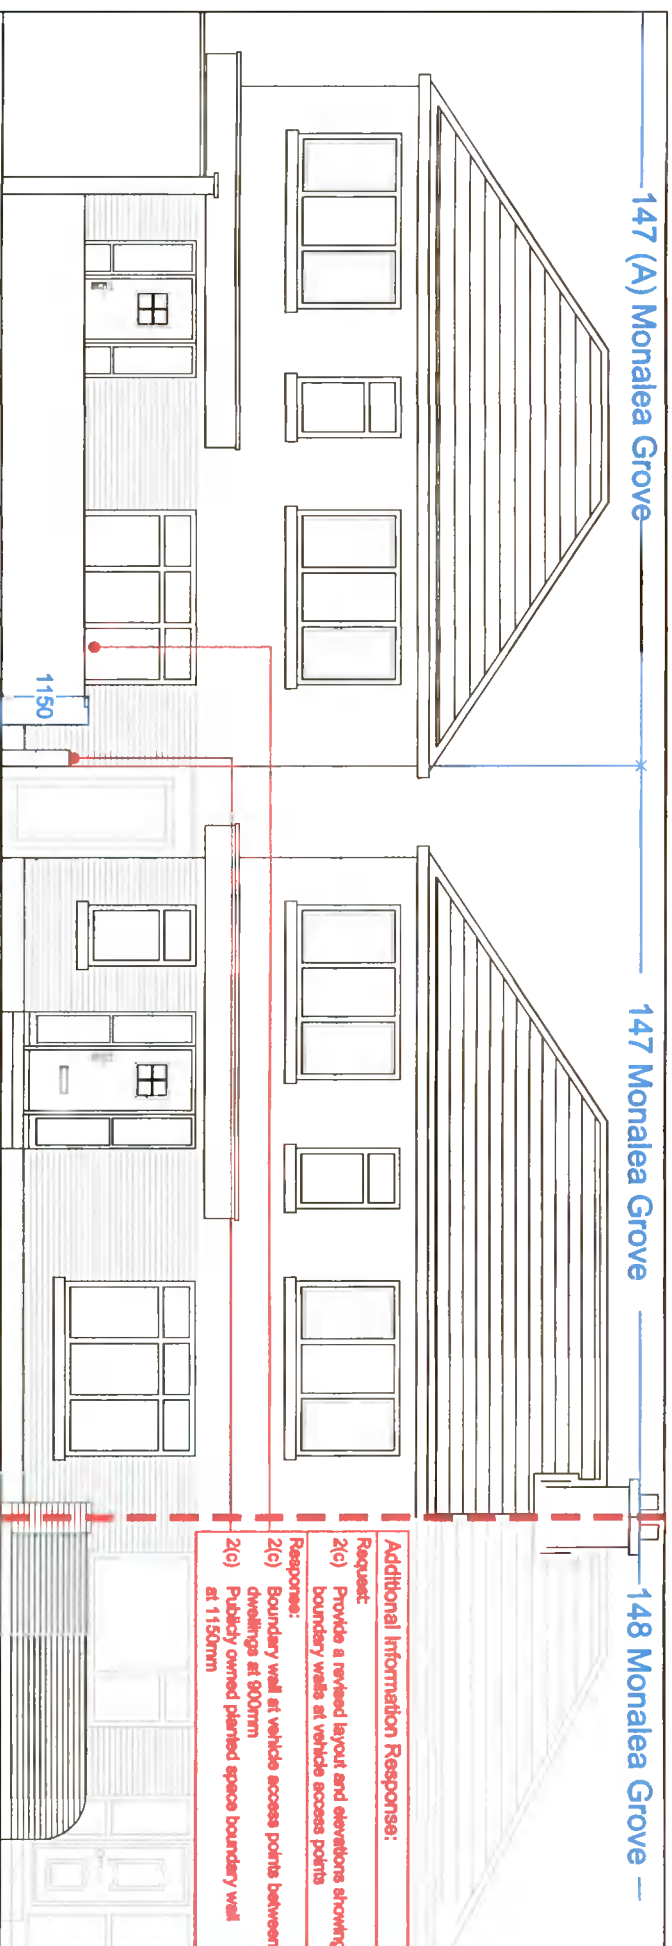 147 (A) Monalea Grove
147 Monalea Grove
148 Monalea Grove
1150
Additional Information Response:
Request:
2(c) Provide a revised layout and elevations showing
boundary walls at vehicle access points
Response:
2(c) Boundary wall at vehicle access points between
dwellings at 900mm
2(c) Publicly owned planted space boundary wall
at 1150mm